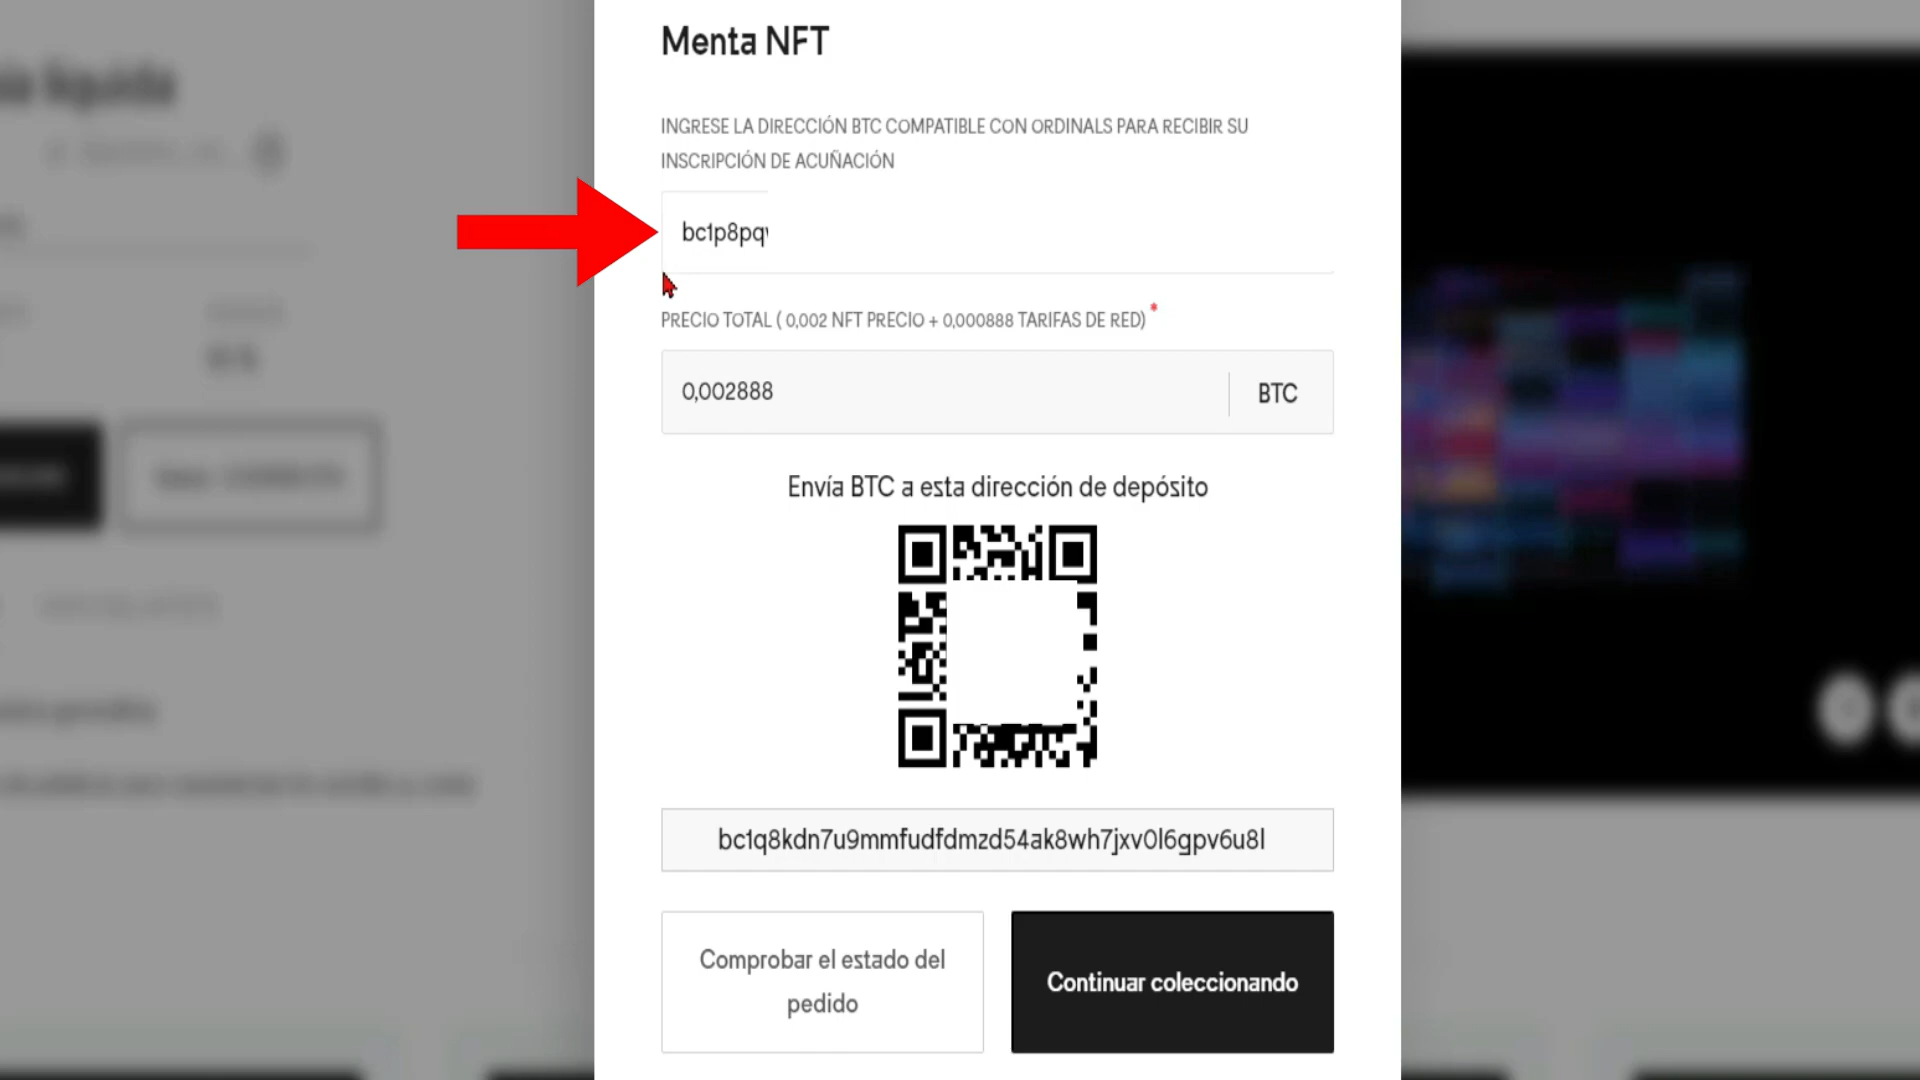 Menta NFT
INGRESE LA DIRECCIÓN BTC COMPATIBLE CON ORDINALS PARA RECIBIR SU
INSCRIPCIÓN DE ACUÑACIÓN
bc1p8pq
PRECIO TOTAL ( 0,002 NFT PRECIO + 0,000888 TARIFAS DE RED) *
0,002888
BTC
Envía BTC a esta dirección de depósito
bc1q8kdn7u9mmfudfdmzd54ak8wh7jxv0l6gpv6u8l
Comprobar el estado del
pedido
Continuar coleccionando